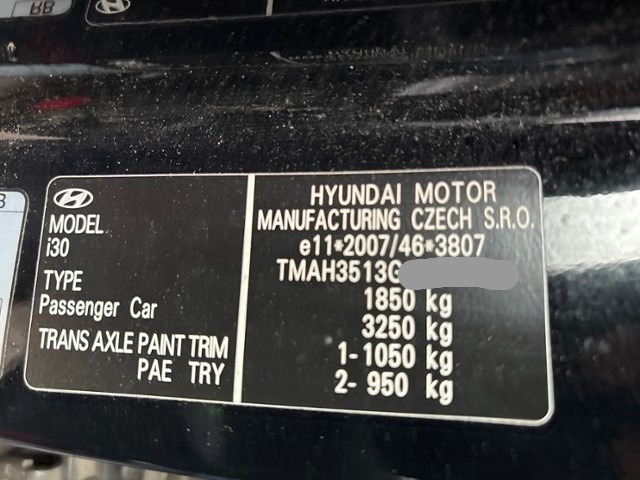 RB
MODEL
i30
TYPE
Passenger Car
TRANS AXLE PAINT TRIM
PAE TRY
HYUNDAI MOTOR
MANUFACTURING CZECH S.R.O.
e11*2007/46*3807
TMAH3513G
1850 kg
3250 kg
1-1050 kg
2- 950 kg